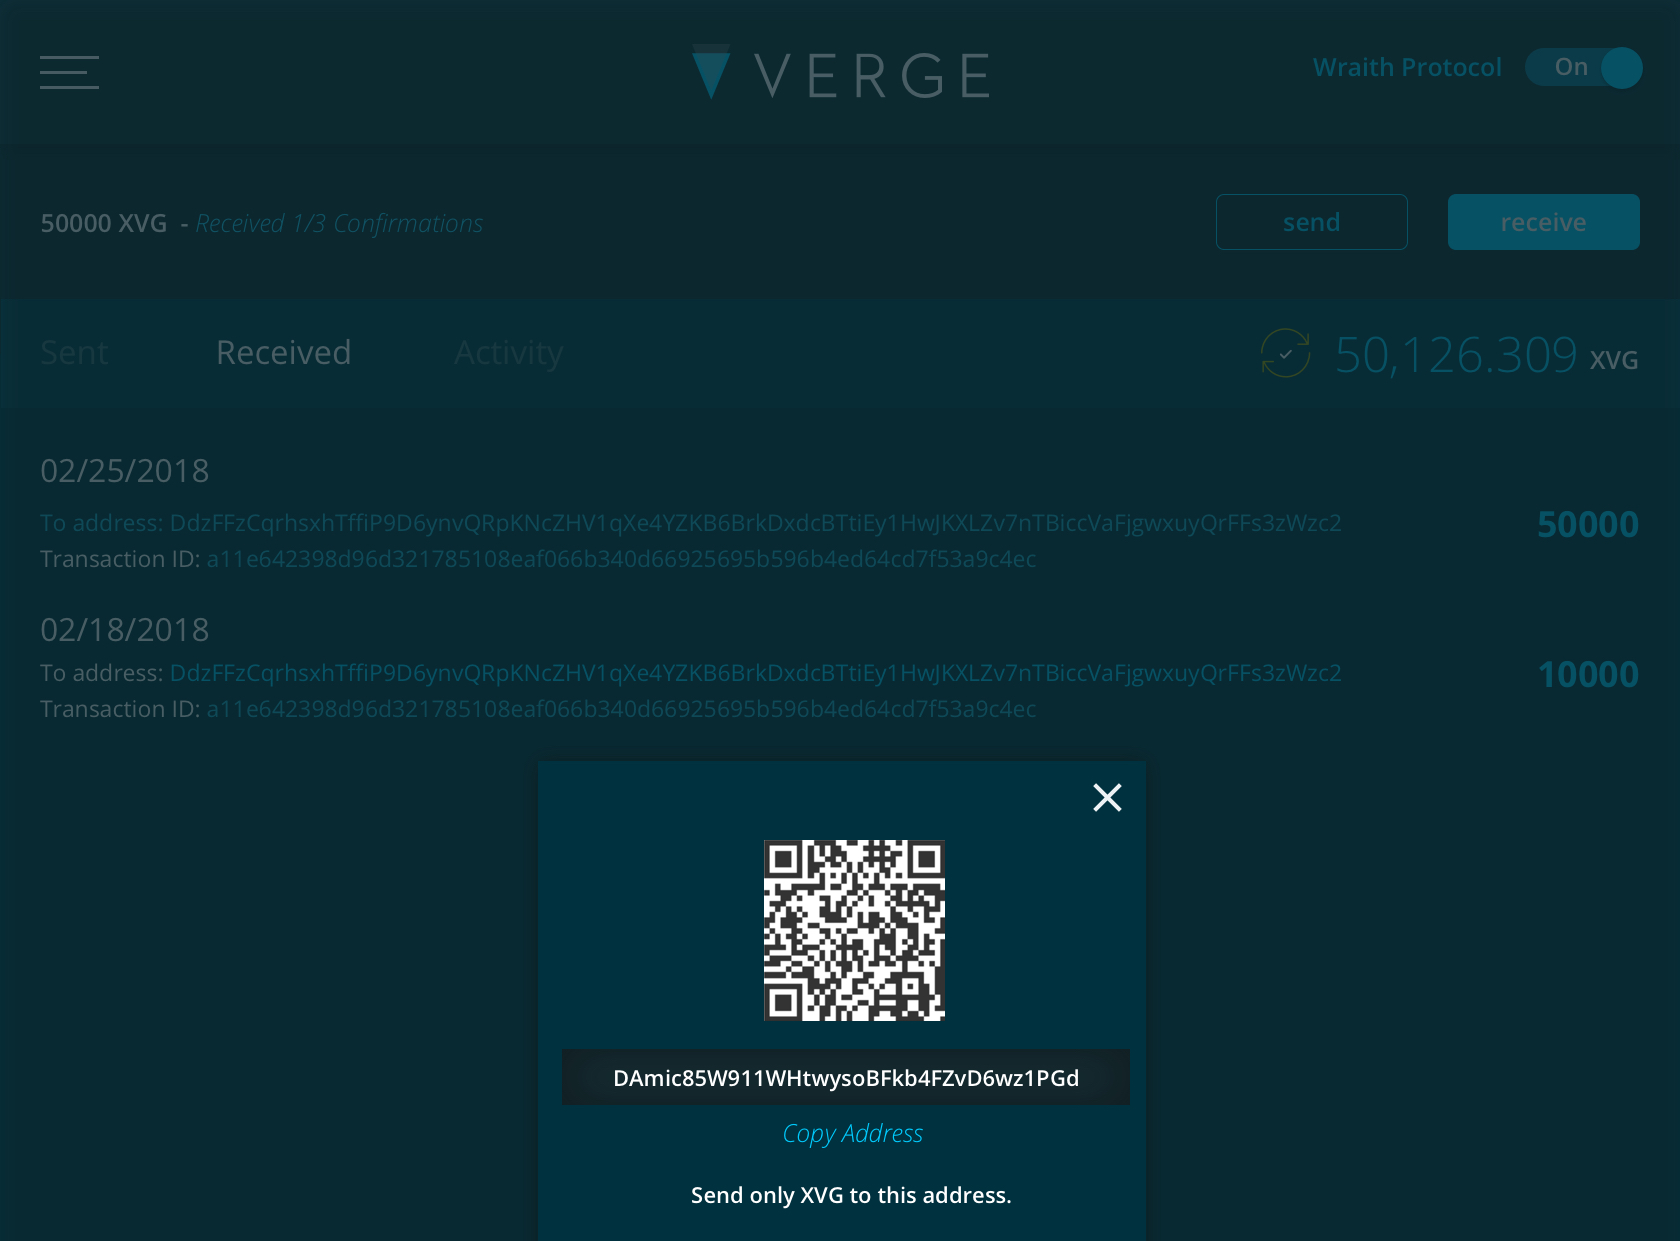 VERGE
Wraith Protocol On
50000 XVG - Received 1/3 Confirmations
send receive
Sent Received Activity 50,126.309 XVG
02/25/2018
To address: DdzFFzCqrhsxhTffiP9D6ynvQRpKNcZHV1qXe4YZKB6BrkDxdcBTtiEy1HwJKXLZv7nTBiccVaFjgwxuyQrFFs3zWzc2 50000
Transaction ID: a11e642398d96d321785108eaf066b340d66925695b596b4ed64cd7f53a9c4ec
02/18/2018
To address: DdzFFzCqrhsxhTffiP9D6ynvQRpKNcZHV1qXe4YZKB6BrkDxdcBTtiEy1HwJKXLZv7nTBiccVaFjgwxuyQrFFs3zWzc2 10000
Transaction ID: a11e642398d96d321785108eaf066b340d66925695b596b4ed64cd7f53a9c4ec
DAmic85W911WHtwysoBFkb4FZvD6wz1PGd
Copy Address
Send only XVG to this address.